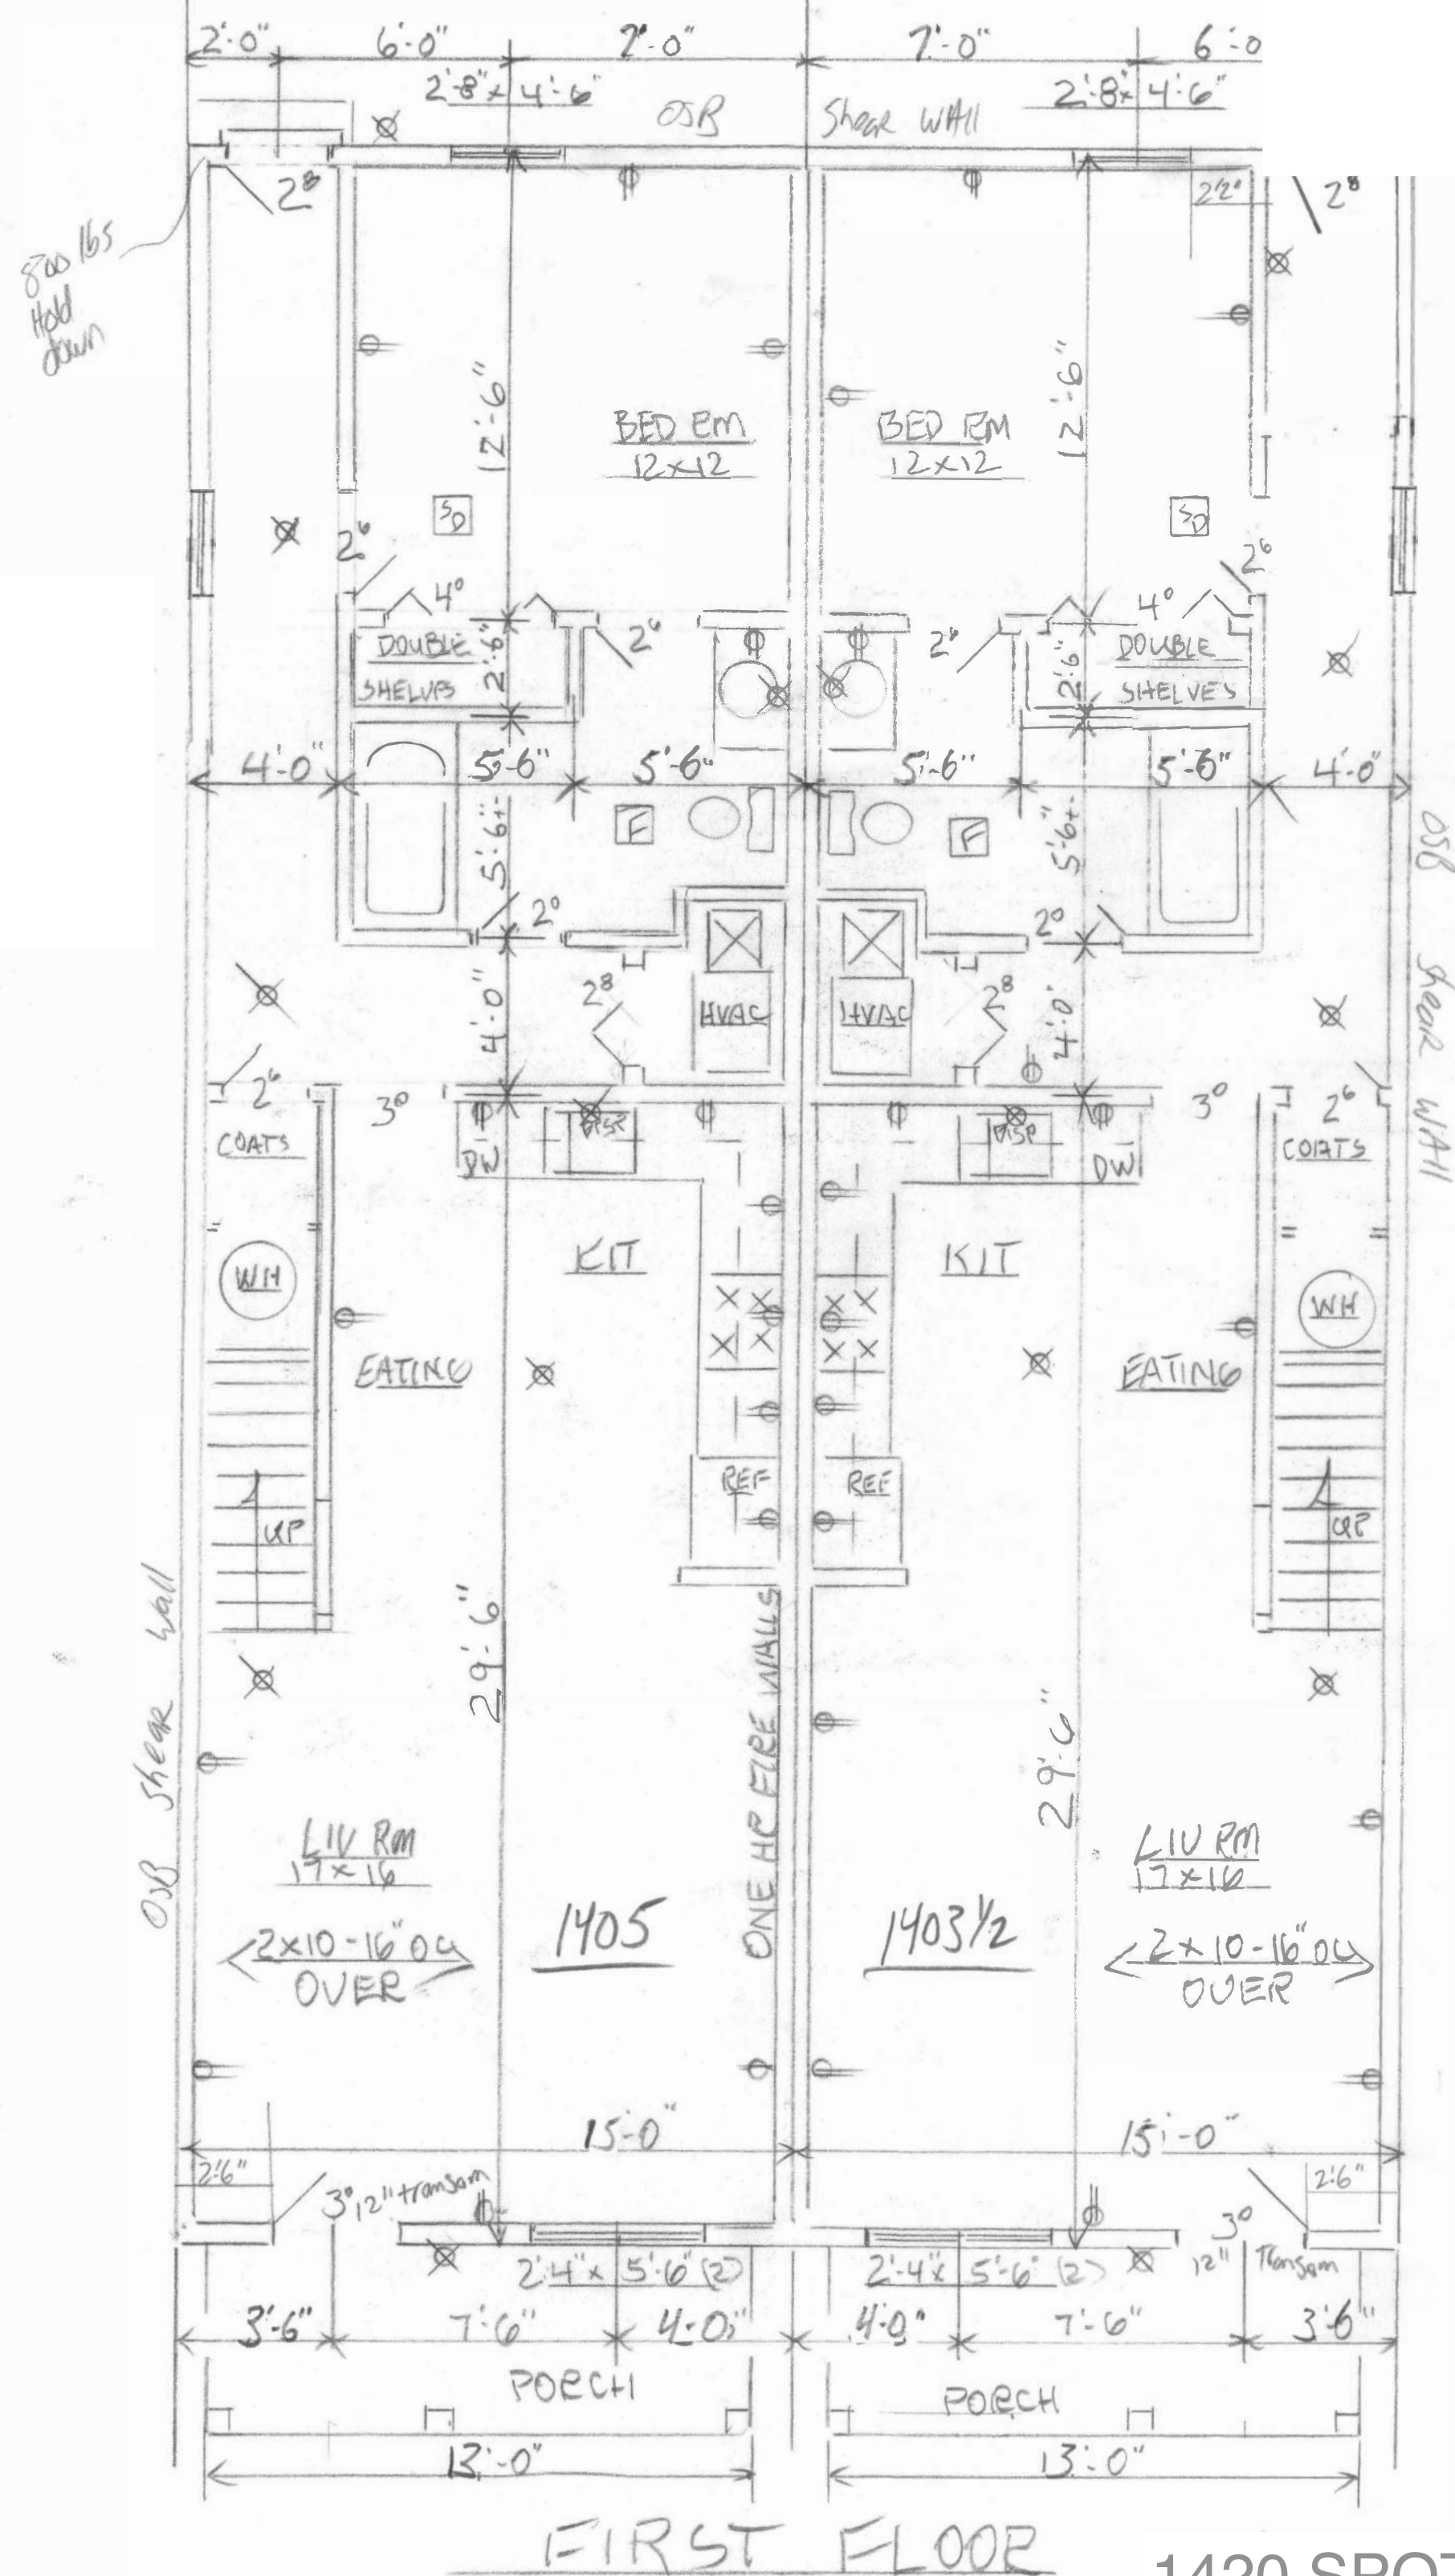 2'-0" 6'-0" 7'-0" 7'-0" 6'-0
2'-8" x 4'-6" 2'-8" x 4'-6"
OSB Shear WAll
2⁸ 2'2" 2⁸
800 lbs
Hold
down
12'-6" 12'-6"
BED RM BED RM
12x12 12x12
SD SD
2⁶ 2⁶
4⁰ 4⁰
DOUBLE 2⁶ 2⁶ DOUBLE
SHELVES SHELVES
2'-6" 2'-6"
4'-0" 5'-6" 5'-6" 5'-6" 5'-6" 4'-0"
F F
5'-6"+- 5'-6"+-
OSB Shear WAll
2⁰ 2⁰
2⁸ 2⁸
HVAC HVAC
4'-0" 4'-0"
2⁶ 3⁰ 3⁰ 2⁶
COATS DISP DISP COATS
DW DW
KIT KIT
WH WH
EATING EATING
REF REF
UP UP
29'-6" 29'-6"
OSB Shear Wall
ONE HR FIRE WALLS
LIV RM LIV RM
17x16 17x16
1405 1403 1/2
2x10-16" OC 2x10-16" OC
OVER OVER
15'-0" 15'-0"
2'6" 2'6"
3⁰ 12" transom 3⁰
12" Transom
2'-4" x 5'-6" (2) 2'-4" x 5'-6" (2)
3'-6" 7'-6" 4'-0" 4'-0" 7'-6" 3'-6"
PORCH PORCH
13'-0" 13'-0"
FIRST FLOOR
1420 SPOT